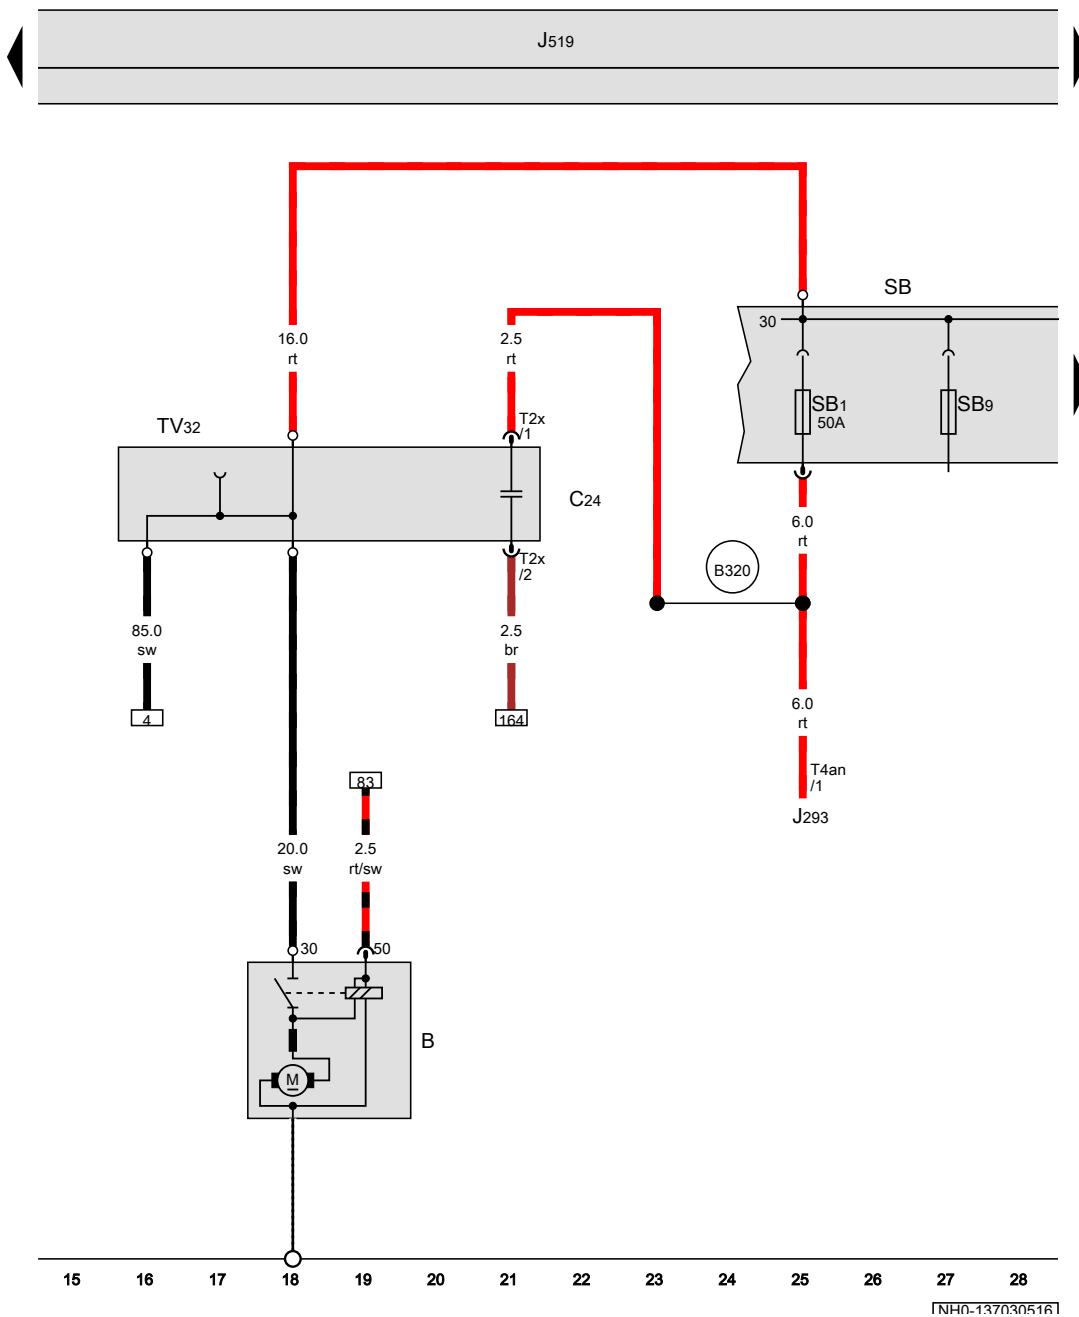 J519
SB
30
16.0
rt
2.5
rt
SB1
50A
SB9
T2x
/1
TV32
C24
6.0
rt
T2x
/2
B320
85.0
sw
2.5
br
4
164
6.0
rt
T4an
/1
J293
83
20.0
sw
2.5
rt/sw
30
50
B
M
15 16 17 18 19 20 21 22 23 24 25 26 27 28
NH0-137030516